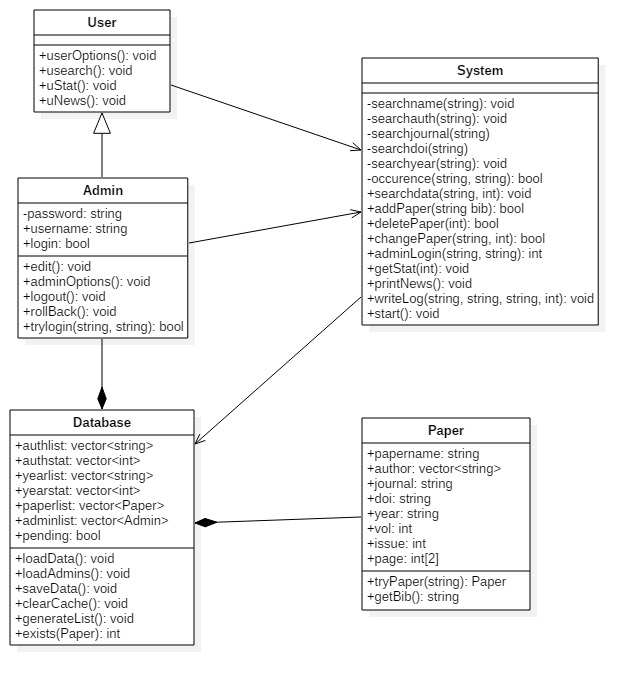 User
+userOptions(): void
+usearch(): void
+uStat(): void
+uNews(): void
System
-searchname(string): void
-searchauth(string): void
-searchjournal(string)
-searchdoi(string)
-searchyear(string): void
-occurence(string, string): bool
+searchdata(string, int): void
+addPaper(string bib): bool
+deletePaper(int): bool
+changePaper(string, int): bool
+adminLogin(string, string): int
+getStat(int): void
+printNews(): void
+writeLog(string, string, string, int): void
+start(): void
Admin
-password: string
+username: string
+login: bool
+edit(): void
+adminOptions(): void
+logout(): void
+rollBack(): void
+trylogin(string, string): bool
Database
+authlist: vector<string>
+authstat: vector<int>
+yearlist: vector<string>
+yearstat: vector<int>
+paperlist: vector<Paper>
+adminlist: vector<Admin>
+pending: bool
+loadData(): void
+loadAdmins(): void
+saveData(): void
+clearCache(): void
+generateList(): void
+exists(Paper): int
Paper
+papername: string
+author: vector<string>
+journal: string
+doi: string
+year: string
+vol: int
+issue: int
+page: int[2]
+tryPaper(string): Paper
+getBib(): string